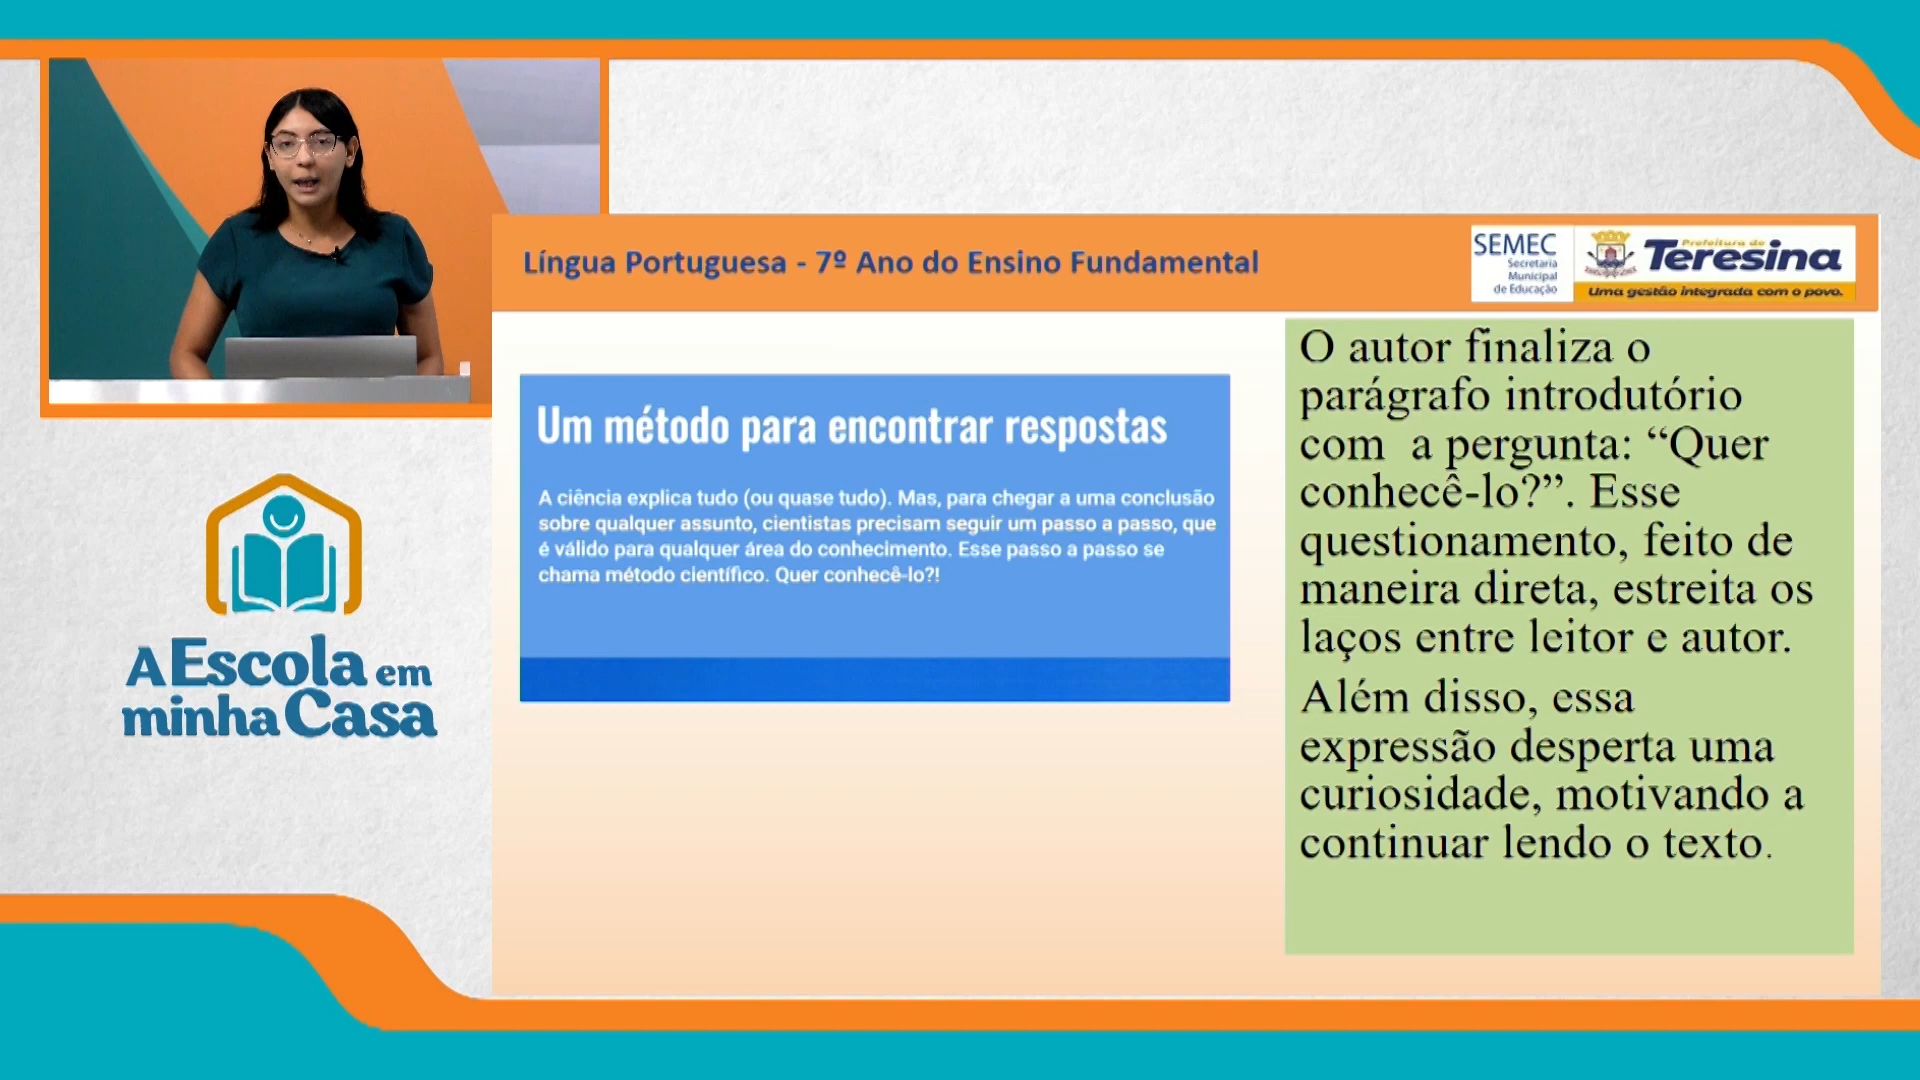 Língua Portuguesa - 7º Ano do Ensino Fundamental
SEMEC
Secretaria
Municipal
de Educação
Prefeitura de
Teresina
Uma gestão integrada com o povo.
Um método para encontrar respostas
A ciência explica tudo (ou quase tudo). Mas, para chegar a uma conclusão
sobre qualquer assunto, cientistas precisam seguir um passo a passo, que
é válido para qualquer área do conhecimento. Esse passo a passo se
chama método científico. Quer conhecê-lo?!
O autor finaliza o
parágrafo introdutório
com  a pergunta: “Quer
conhecê-lo?”. Esse
questionamento, feito de
maneira direta, estreita os
laços entre leitor e autor.
Além disso, essa
expressão desperta uma
curiosidade, motivando a
continuar lendo o texto.
A Escola em
minha Casa